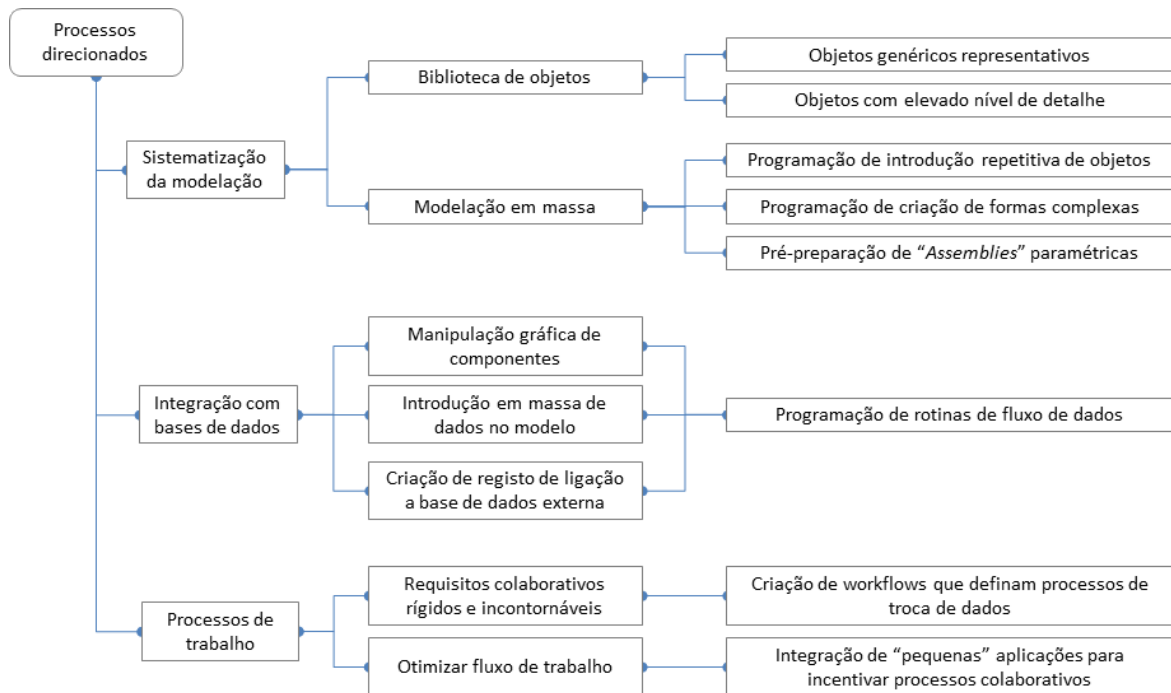 Processos
direcionados
Sistematização
da modelação
Biblioteca de objetos
Objetos genéricos representativos
Objetos com elevado nível de detalhe
Modelação em massa
Programação de introdução repetitiva de objetos
Programação de criação de formas complexas
Pré-preparação de “Assemblies” paramétricas
Integração com
bases de dados
Manipulação gráfica de
componentes
Introdução em massa de
dados no modelo
Criação de registo de ligação
a base de dados externa
Programação de rotinas de fluxo de dados
Processos de
trabalho
Requisitos colaborativos
rígidos e incontornáveis
Criação de workflows que definam processos de
troca de dados
Otimizar fluxo de trabalho
Integração de “pequenas” aplicações para
incentivar processos colaborativos